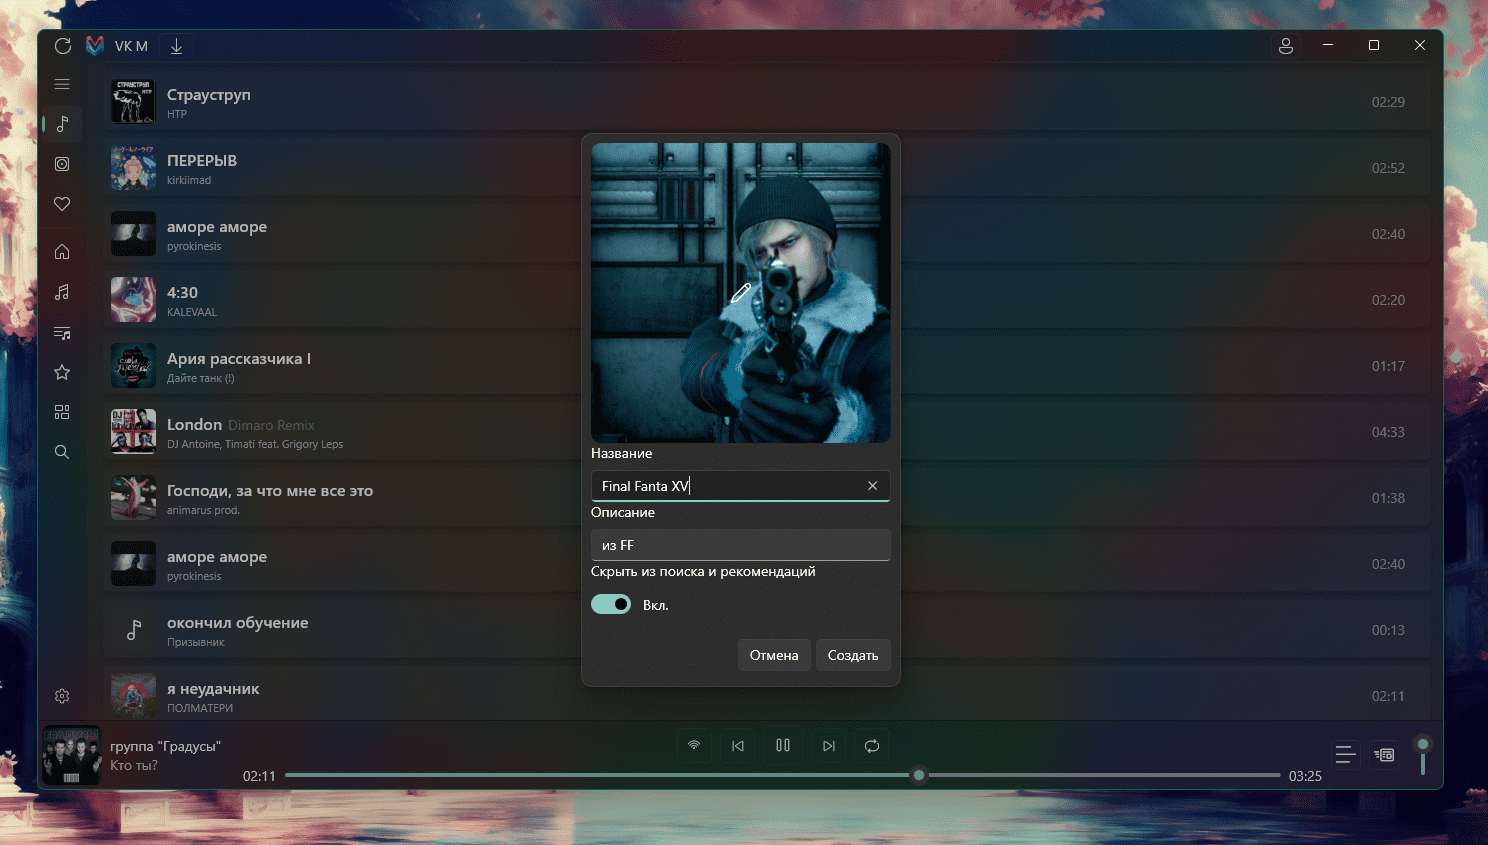 VK M
Страуструп
НТР
02:29
ПЕРЕРЫВ
kirkiimad
02:52
аморе аморе
pyrokinesis
02:40
4:30
KALEVAAL
02:20
Ария рассказчика I
Дайте танк (!)
01:17
London Dimaro Remix
DJ Antoine, Timati feat. Grigory Leps
04:33
Господи, за что мне все это
animarus prod.
01:38
аморе аморе
pyrokinesis
02:40
окончил обучение
Призывник
00:13
я неудачник
ПОЛМАТЕРИ
02:11
Название
Final Fanta XV
Описание
из FF
Скрыть из поиска и рекомендаций
Вкл.
Отмена
Создать
группа "Градусы"
Кто ты?
02:11
03:25
СТРАУСТРУП
НТР